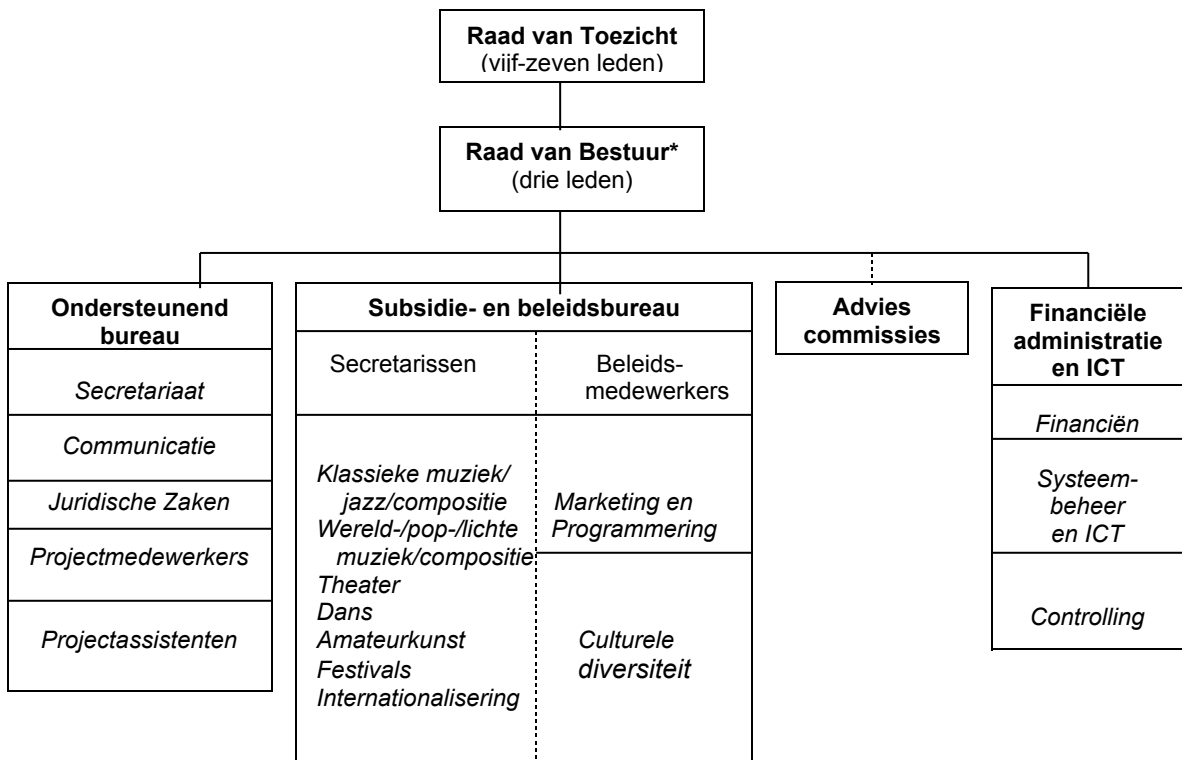 Raad van Toezicht
(vijf-zeven leden)
Raad van Bestuur*
(drie leden)
Ondersteunend
bureau
Secretariaat
Communicatie
Juridische Zaken
Projectmedewerkers
Projectassistenten
Subsidie- en beleidsbureau
Secretarissen
Klassieke muziek/
jazz/compositie
Wereld-/pop-/lichte
muziek/compositie
Theater
Dans
Amateurkunst
Festivals
Internationalisering
Beleids-
medewerkers
Marketing en
Programmering
Culturele
diversiteit
Advies
commissies
Financiële
administratie
en ICT
Financiën
Systeem-
beheer
en ICT
Controlling